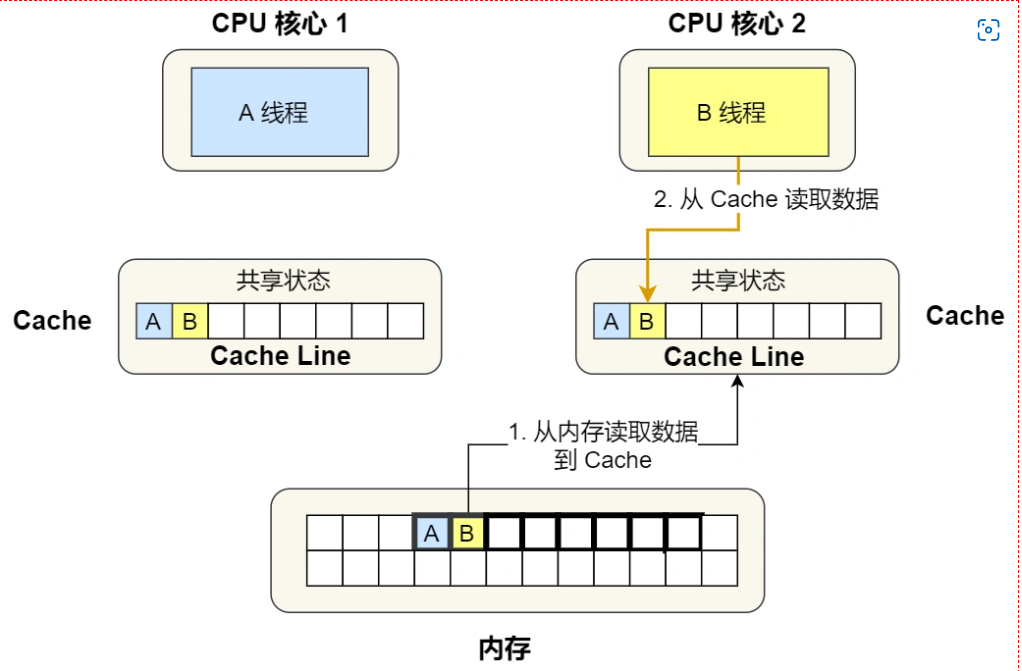 CPU 核心 1
CPU 核心 2
A 线程
B 线程
2. 从 Cache 读取数据
共享状态
共享状态
Cache
A B
A B
Cache
Cache Line
Cache Line
1. 从内存读取数据
到 Cache
A B
内存